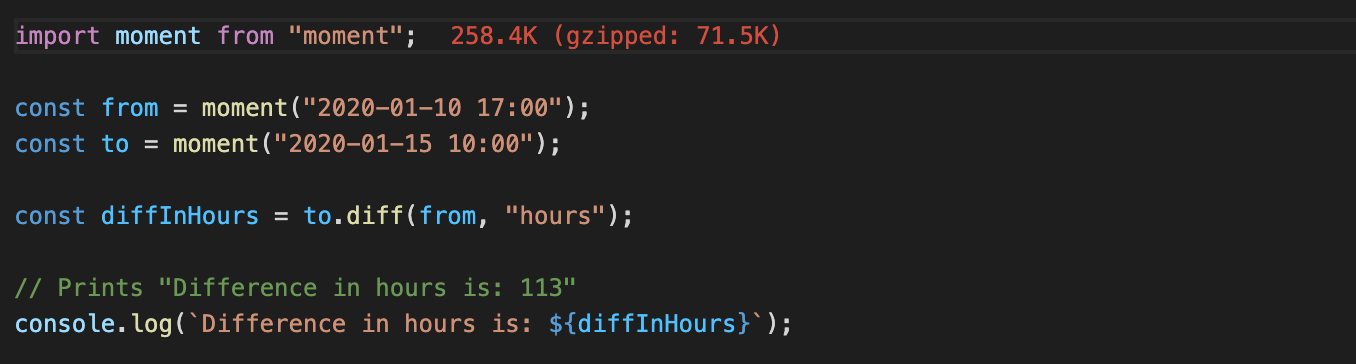 import moment from "moment";  258.4K (gzipped: 71.5K)
const from = moment("2020-01-10 17:00");
const to = moment("2020-01-15 10:00");
const diffInHours = to.diff(from, "hours");
// Prints "Difference in hours is: 113"
console.log(`Difference in hours is: ${diffInHours}`);